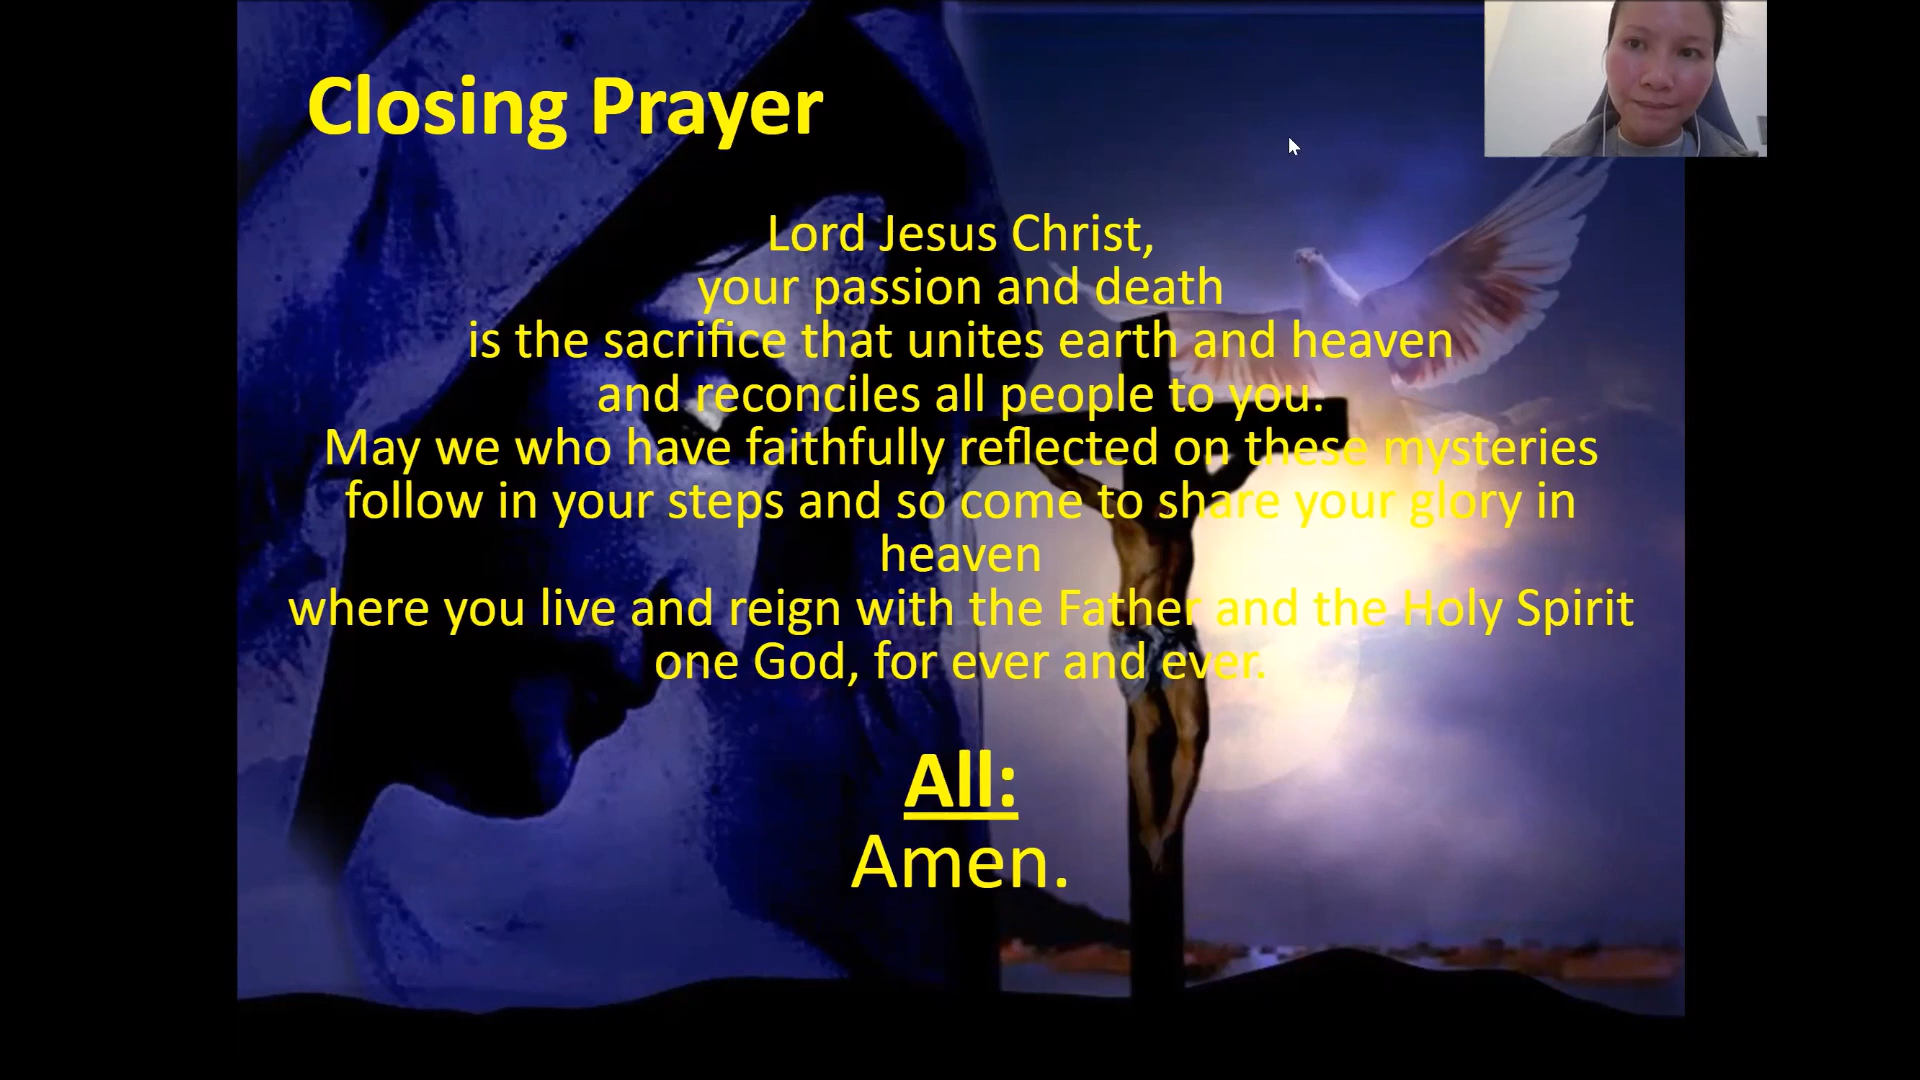 Closing Prayer
Lord Jesus Christ,
your passion and death
is the sacrifice that unites earth and heaven
and reconciles all people to you.
May we who have faithfully reflected on these mysteries
follow in your steps and so come to share your glory in
heaven
where you live and reign with the Father and the Holy Spirit
one God, for ever and ever.
All:
Amen.